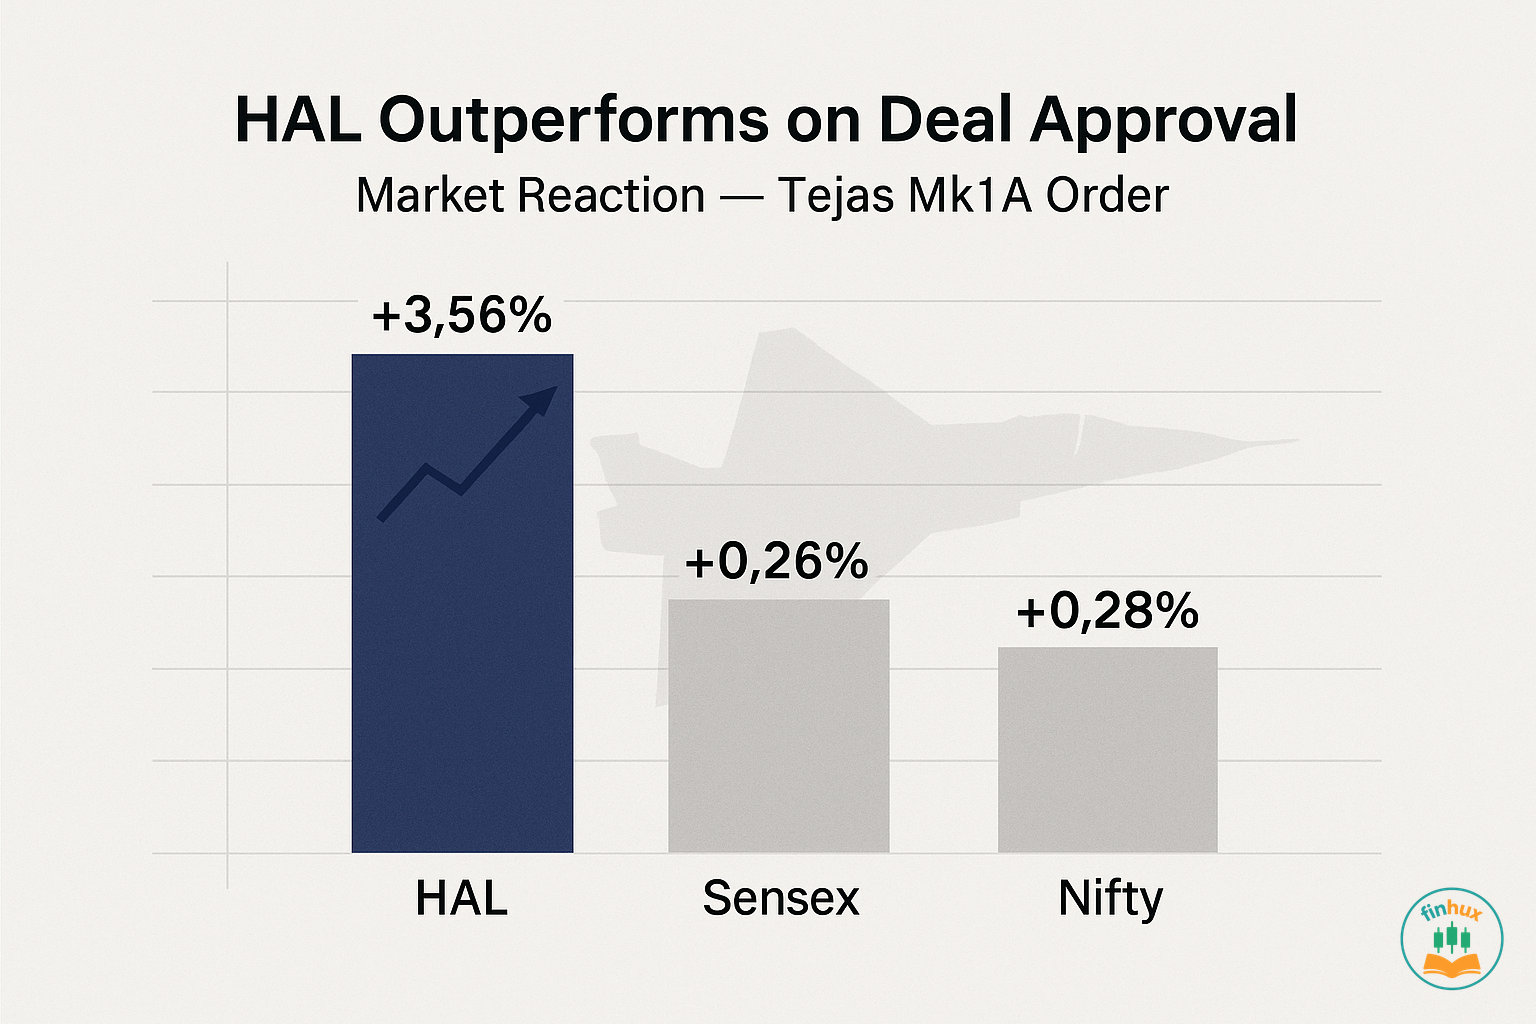 HAL Outperforms on Deal Approval
Market Reaction — Tejas Mk1A Order
+3,56%
+0,26%
+0,28%
HAL Sensex Nifty
finhux